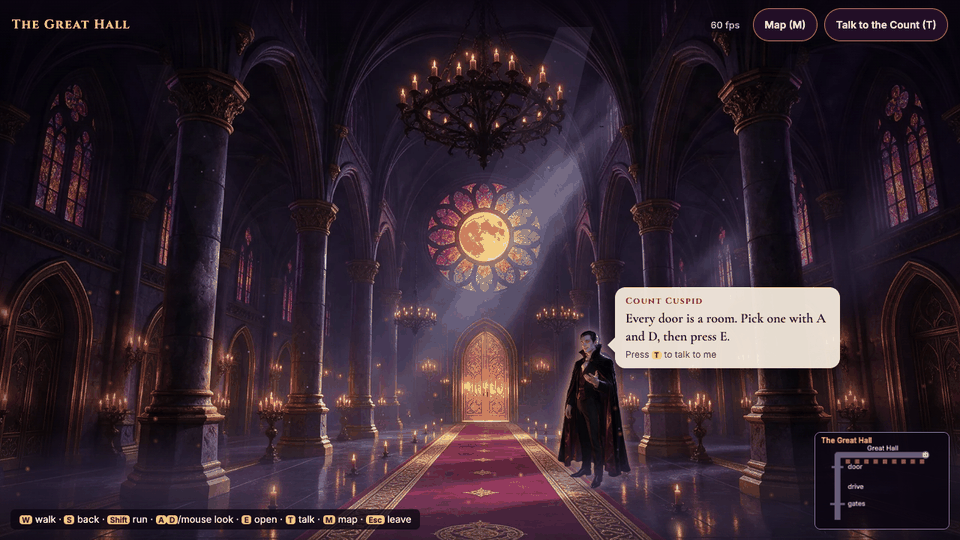 The Great Hall
60 fps
Map (M)
Talk to the Count (T)
Count Cuspid
Every door is a room. Pick one with A
and D, then press E.
Press T to talk to me
The Great Hall
Great Hall
door
drive
gates
W walk · S back · Shift run · A D/mouse look · E open · T talk · M map · Esc leave